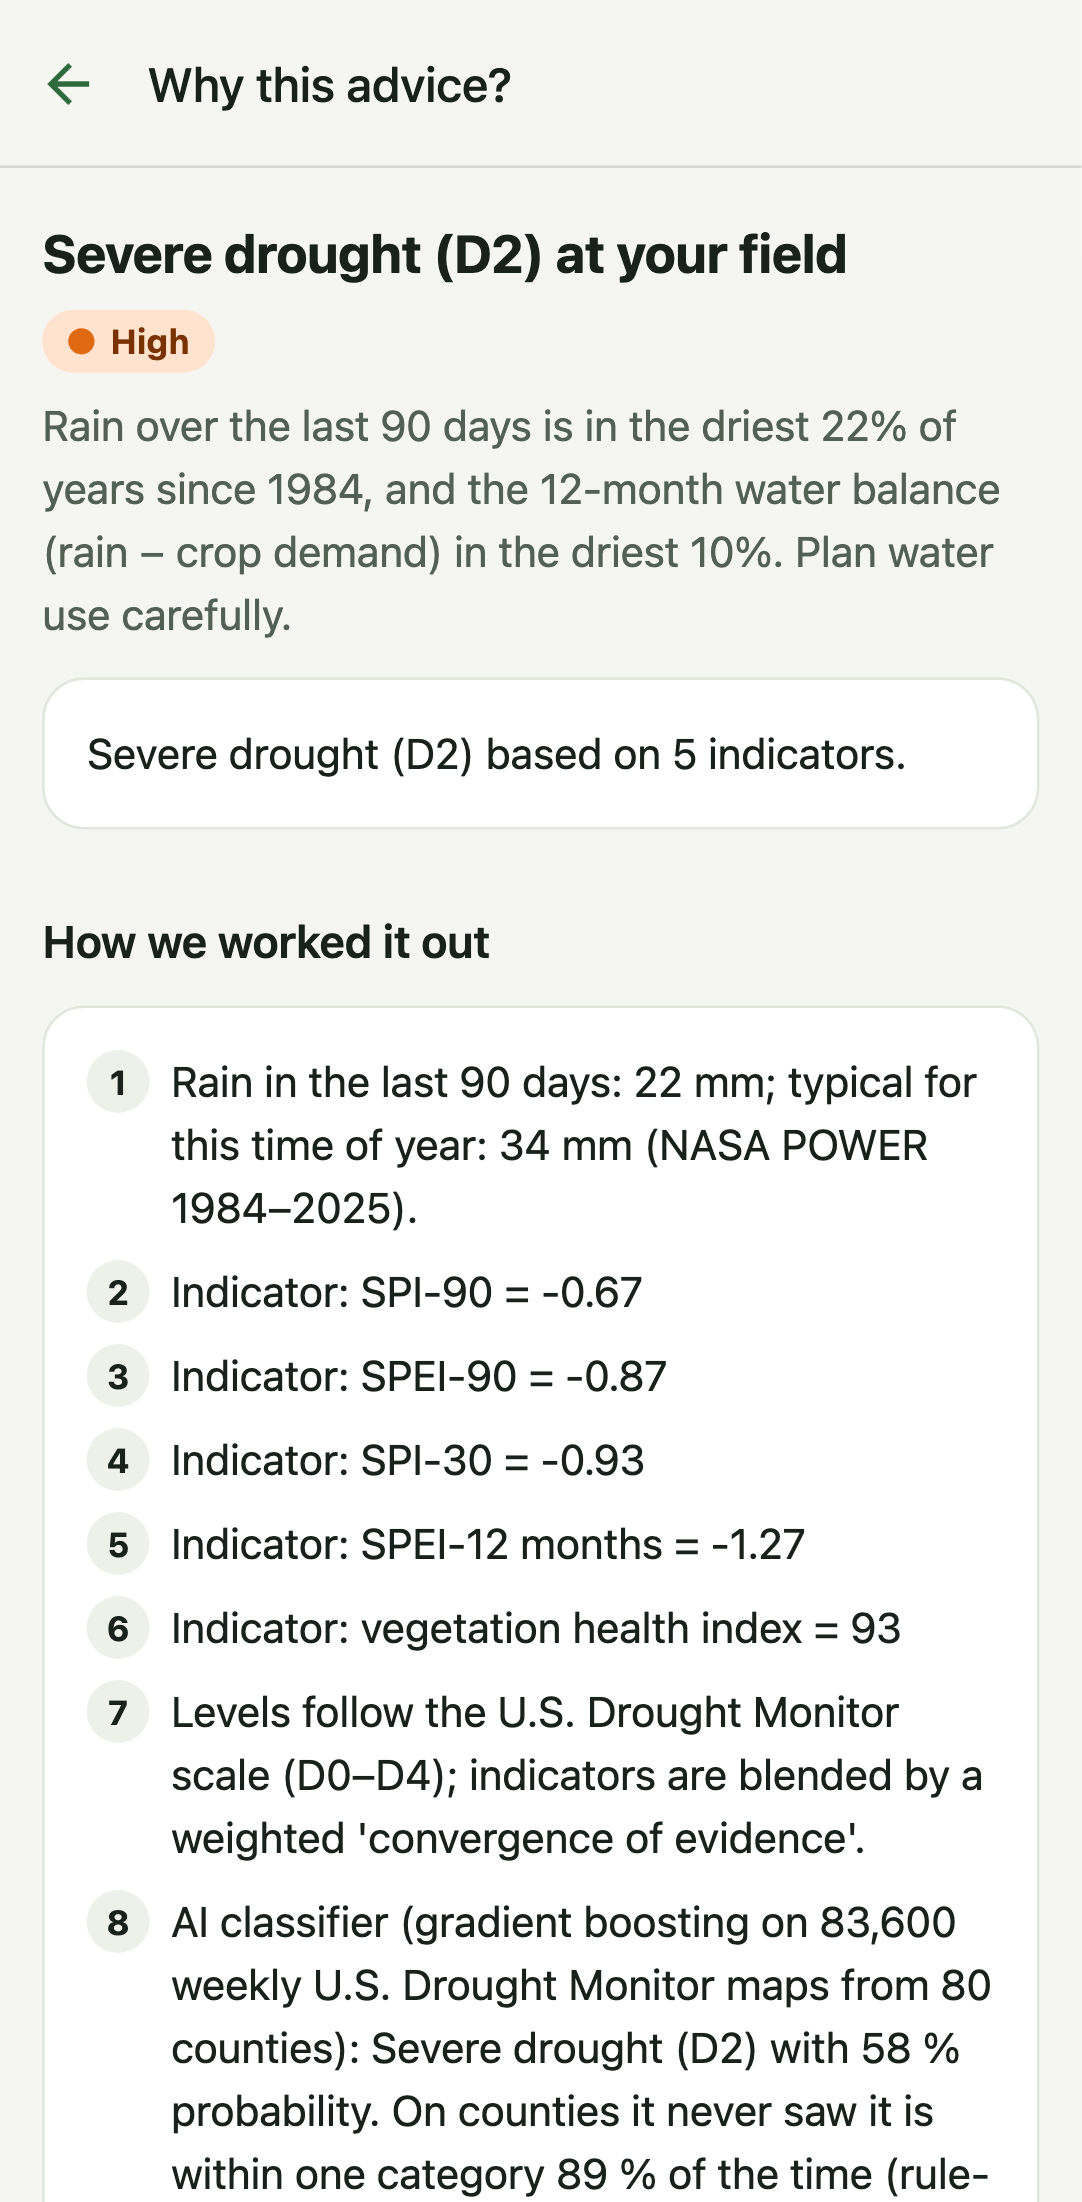 Why this advice?
Severe drought (D2) at your field
High
Rain over the last 90 days is in the driest 22% of
years since 1984, and the 12-month water balance
(rain – crop demand) in the driest 10%. Plan water
use carefully.
Severe drought (D2) based on 5 indicators.
How we worked it out
1 Rain in the last 90 days: 22 mm; typical for
this time of year: 34 mm (NASA POWER
1984–2025).
2 Indicator: SPI-90 = -0.67
3 Indicator: SPEI-90 = -0.87
4 Indicator: SPI-30 = -0.93
5 Indicator: SPEI-12 months = -1.27
6 Indicator: vegetation health index = 93
7 Levels follow the U.S. Drought Monitor
scale (D0–D4); indicators are blended by a
weighted 'convergence of evidence'.
8 AI classifier (gradient boosting on 83,600
weekly U.S. Drought Monitor maps from 80
counties): Severe drought (D2) with 58 %
probability. On counties it never saw it is
within one category 89 % of the time (rule-